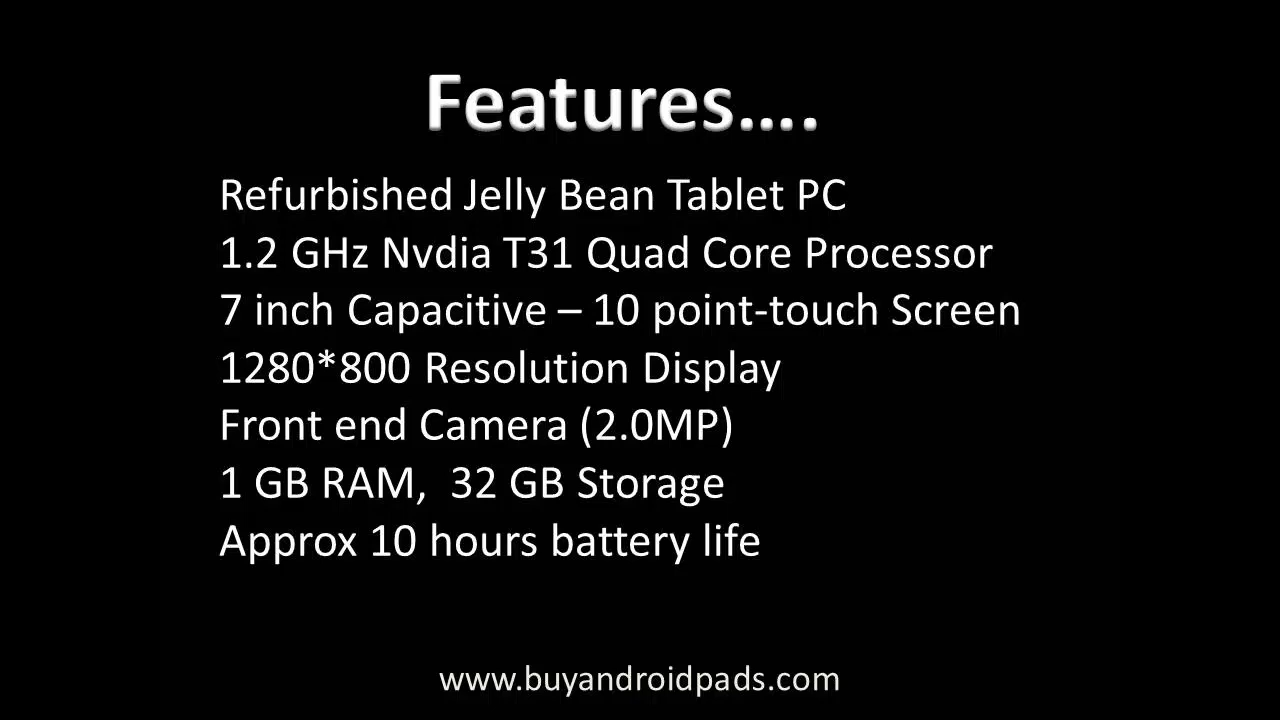 Features....
Refurbished Jelly Bean Tablet PC
1.2 GHz Nvdia T31 Quad Core Processor
7 inch Capacitive – 10 point-touch Screen
1280*800 Resolution Display
Front end Camera (2.0MP)
1 GB RAM,  32 GB Storage
Approx 10 hours battery life
www.buyandroidpads.com